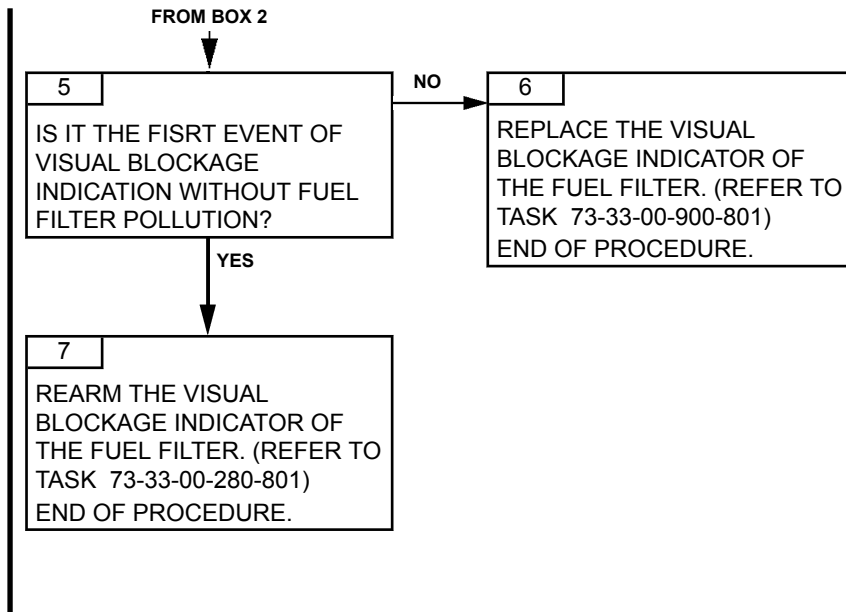 FROM BOX 2
5
IS IT THE FISRT EVENT OF
VISUAL BLOCKAGE
INDICATION WITHOUT FUEL
FILTER POLLUTION?
NO
6
REPLACE THE VISUAL
BLOCKAGE INDICATOR OF
THE FUEL FILTER. (REFER TO
TASK 73-33-00-900-801)
END OF PROCEDURE.
YES
7
REARM THE VISUAL
BLOCKAGE INDICATOR OF
THE FUEL FILTER. (REFER TO
TASK 73-33-00-280-801)
END OF PROCEDURE.